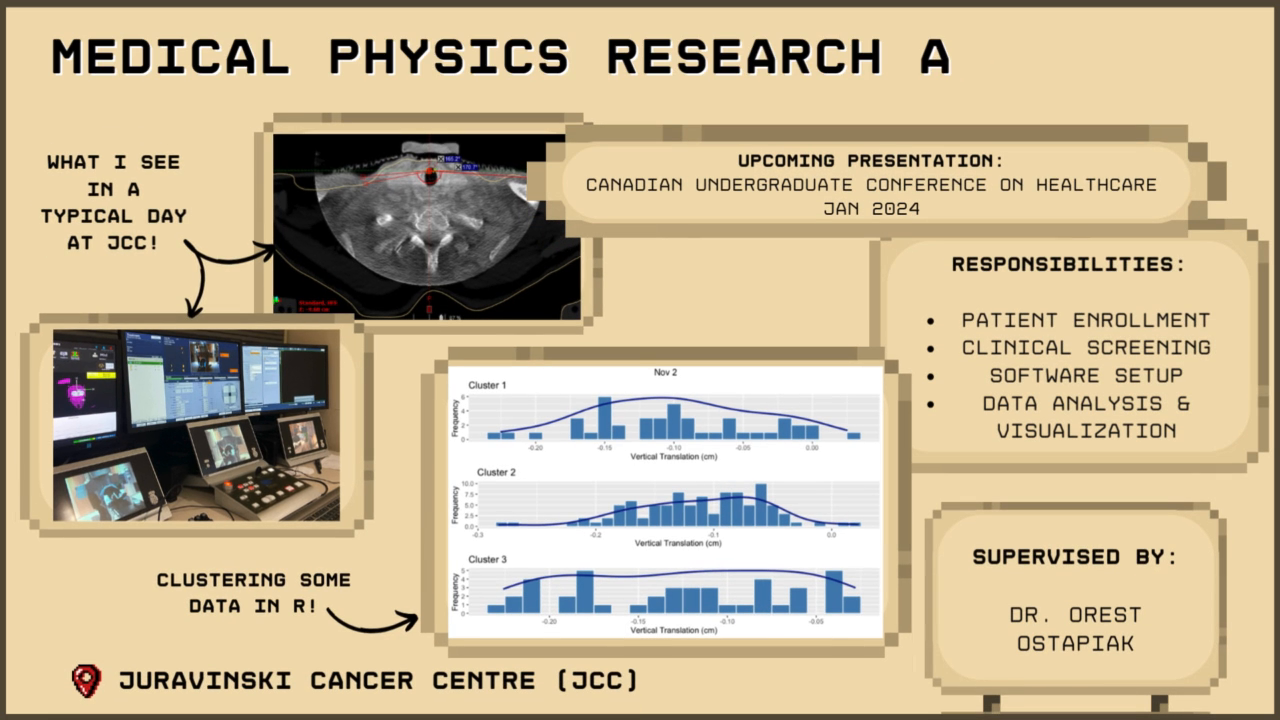 MEDICAL PHYSICS RESEARCH A
WHAT I SEE
IN A
TYPICAL DAY
AT JCC!
UPCOMING PRESENTATION:
CANADIAN UNDERGRADUATE CONFERENCE ON HEALTHCARE
JAN 2024
RESPONSIBILITIES:
• PATIENT ENROLLMENT
• CLINICAL SCREENING
• SOFTWARE SETUP
• DATA ANALYSIS &
VISUALIZATION
Nov 2
Cluster 1
Frequency
6
4
2
0
-0.20 -0.15 -0.10 -0.05 0.00
Vertical Translation (cm)
Cluster 2
Frequency
10.0
7.5
5.0
2.5
0.0
-0.3 -0.2 -0.1 0.0
Vertical Translation (cm)
Cluster 3
Frequency
5
4
3
2
1
0
-0.20 -0.15 -0.10 -0.05
Vertical Translation (cm)
CLUSTERING SOME
DATA IN R!
SUPERVISED BY:
DR. OREST
OSTAPIAK
JURAVINSKI CANCER CENTRE (JCC)